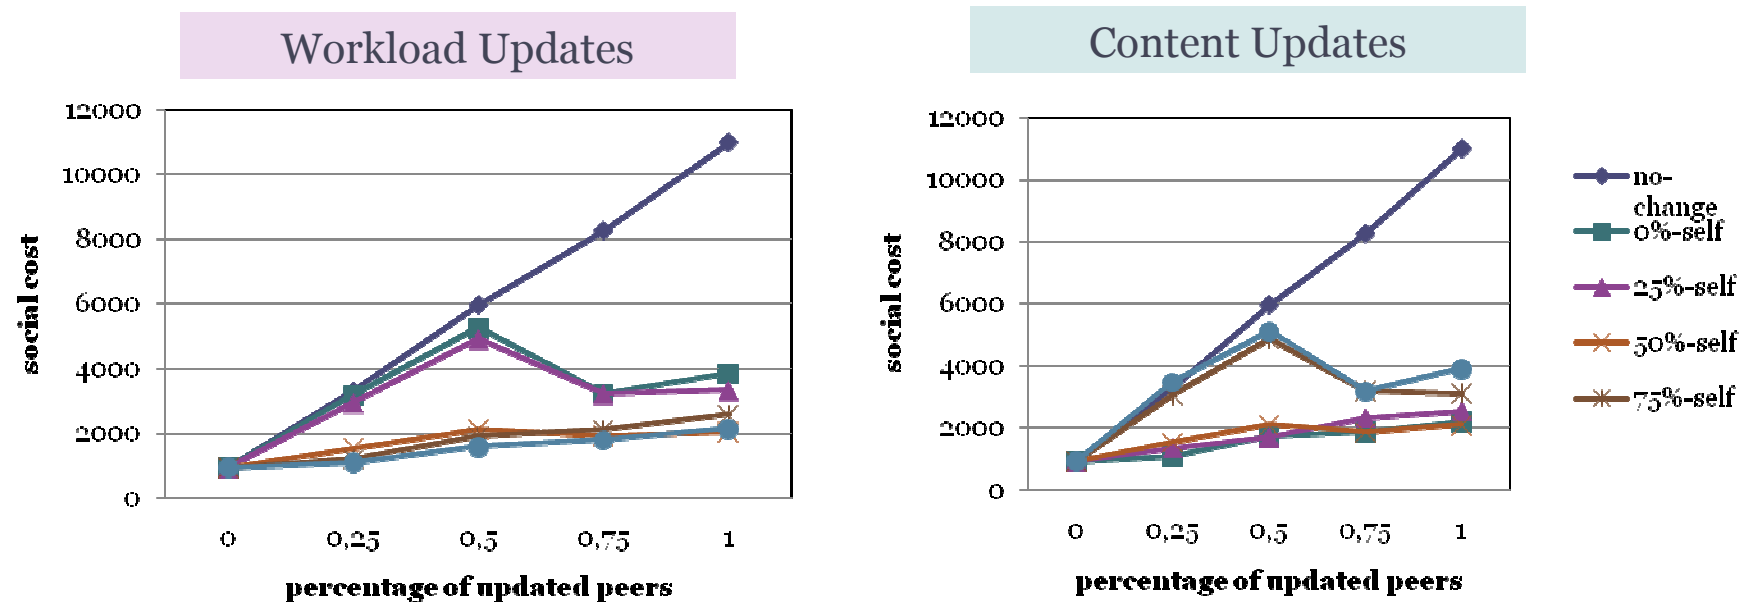 Workload Updates
12000
10000
8000
6000
4000
2000
0
social cost
0 0,25 0,5 0,75 1
percentage of updated peers
Content Updates
12000
10000
8000
6000
4000
2000
0
social cost
0 0,25 0,5 0,75 1
percentage of updated peers
no-
change
0%-self
25%-self
50%-self
75%-self